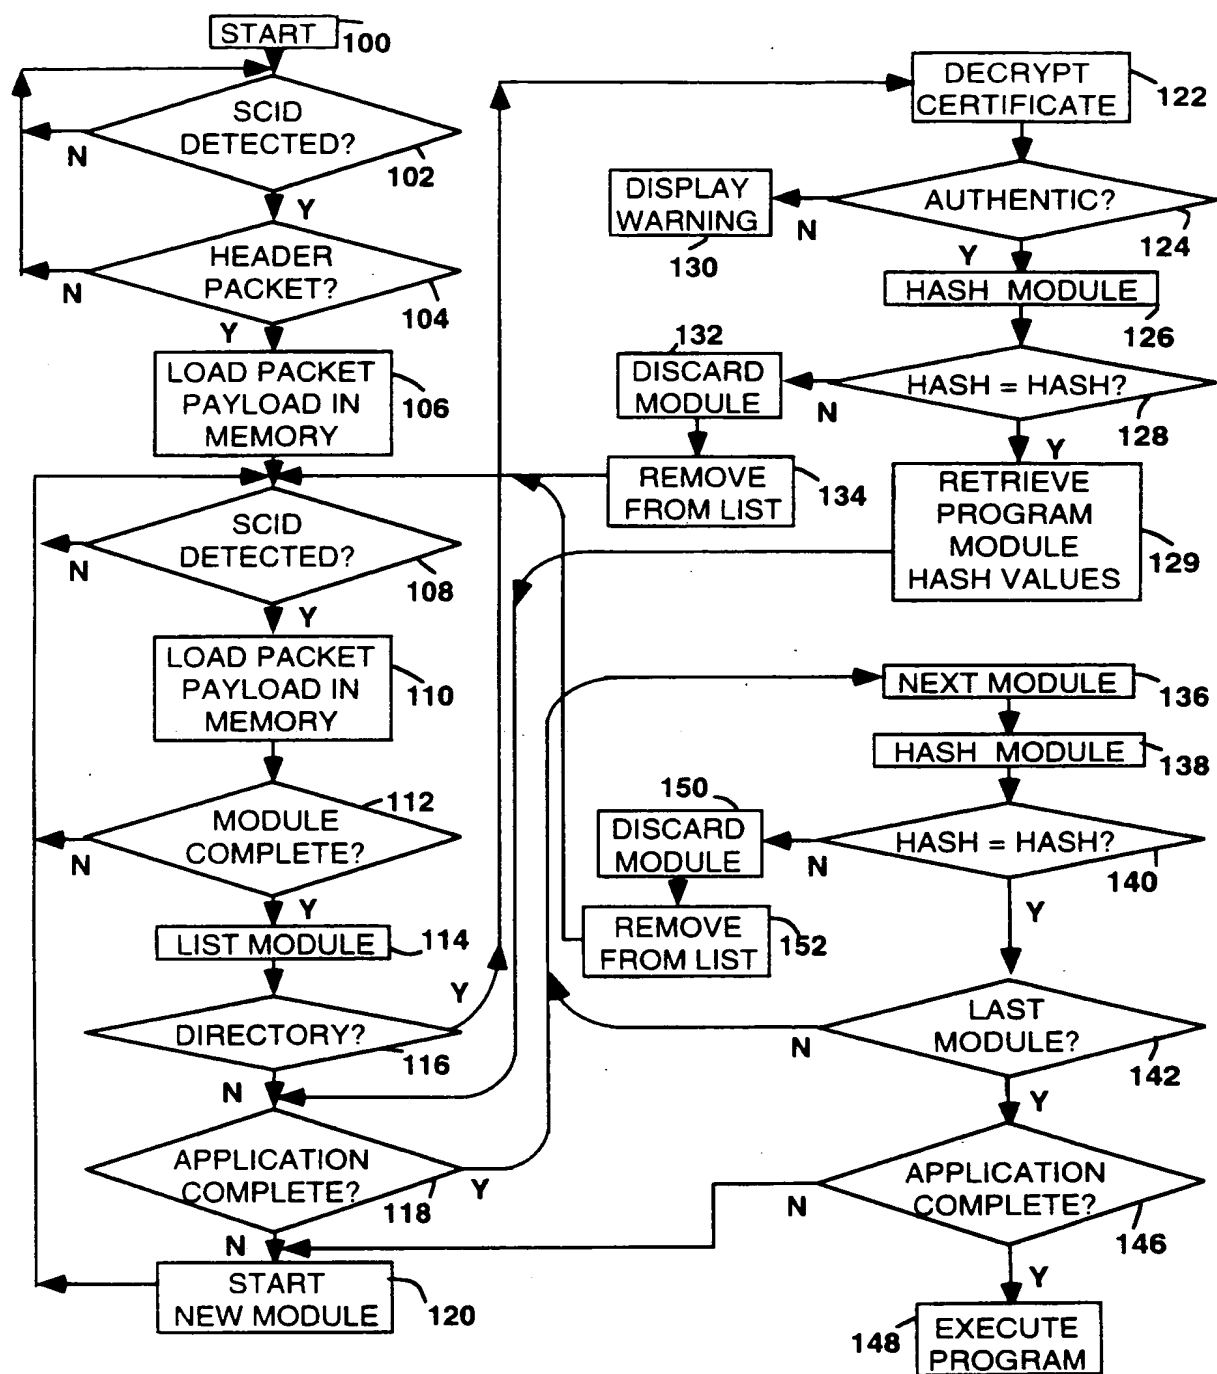 START
100
SCID
DETECTED?
102
N
Y
HEADER
PACKET?
104
N
Y
LOAD PACKET
PAYLOAD IN
MEMORY
106
SCID
DETECTED?
108
N
Y
LOAD PACKET
PAYLOAD IN
MEMORY
110
112
MODULE
COMPLETE?
N
Y
LIST MODULE
114
DIRECTORY?
116
Y
N
APPLICATION
COMPLETE?
118
Y
N
START
NEW MODULE
120
DECRYPT
CERTIFICATE
122
AUTHENTIC?
124
N
Y
DISPLAY
WARNING
130
HASH MODULE
126
HASH = HASH?
128
N
Y
132
DISCARD
MODULE
REMOVE
FROM LIST
134
RETRIEVE
PROGRAM
MODULE
HASH VALUES
129
NEXT MODULE
136
HASH MODULE
138
HASH = HASH?
140
N
Y
150
DISCARD
MODULE
REMOVE
FROM LIST
152
LAST
MODULE?
142
N
Y
APPLICATION
COMPLETE?
146
N
Y
148
EXECUTE
PROGRAM